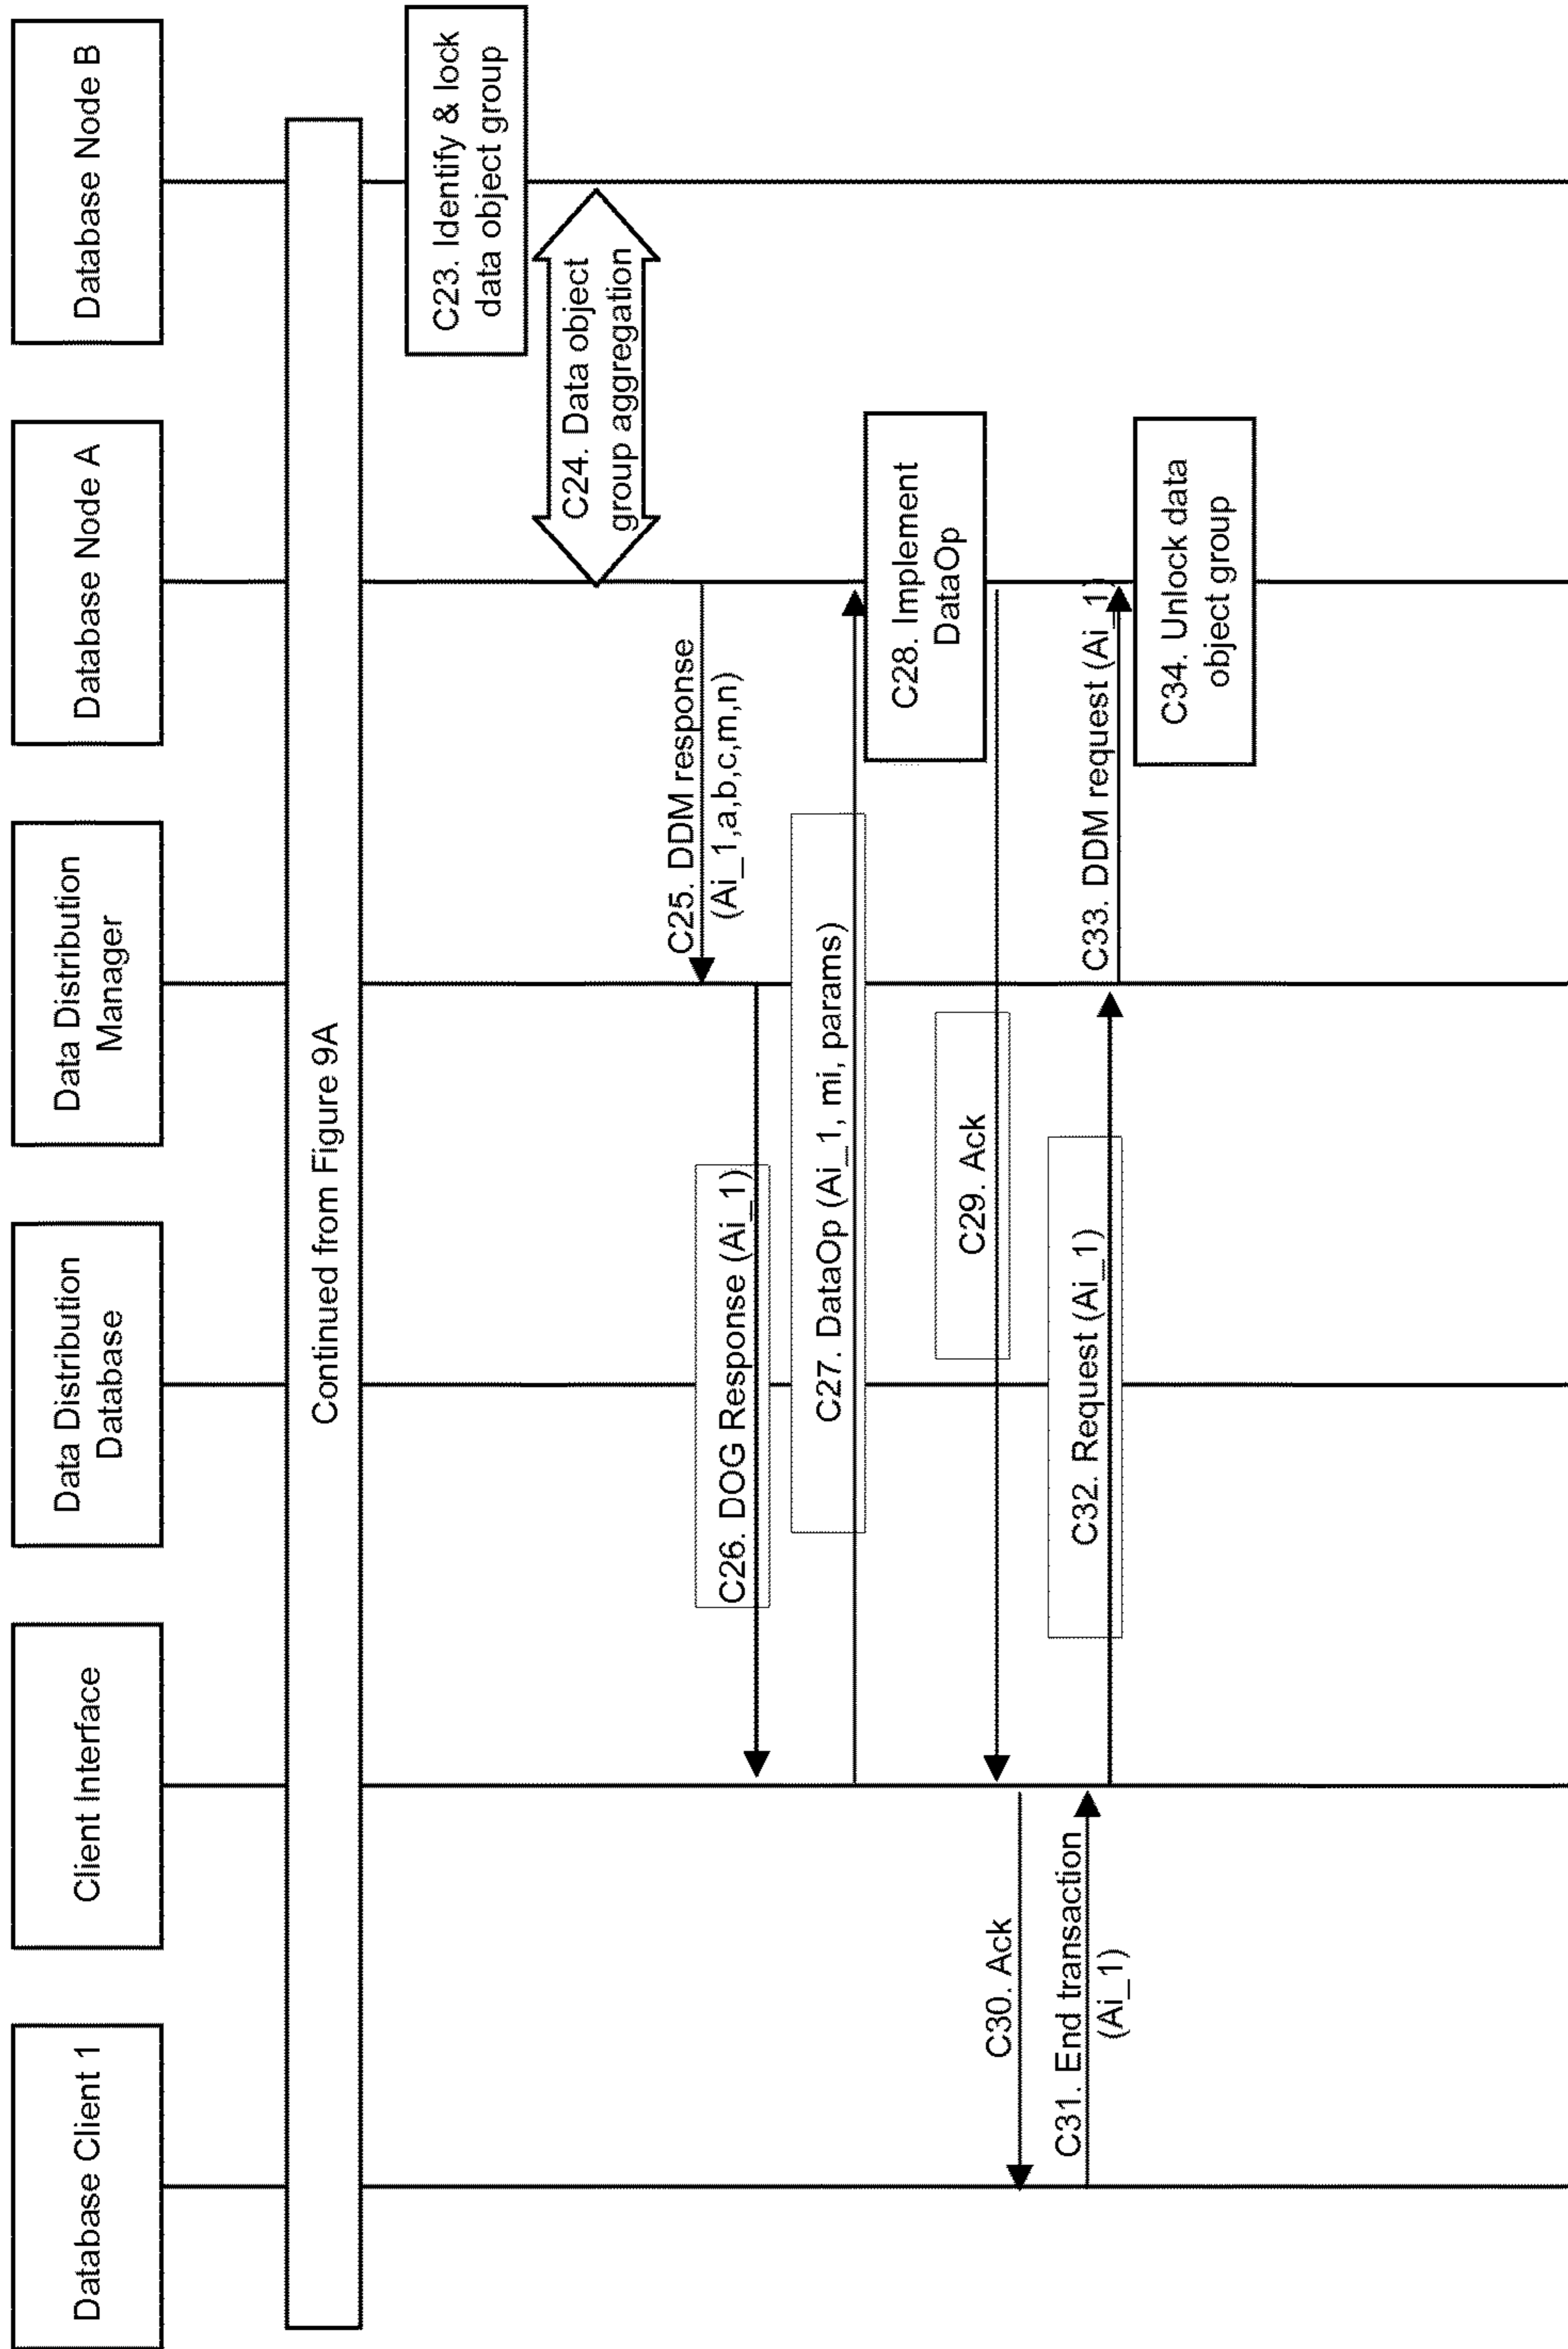 Database Client 1
Client Interface
Data Distribution
Database
Data Distribution
Manager
Database Node A
Database Node B
Continued from Figure 9A
C23. Identify & lock
data object group
C24. Data object
group aggregation
C25. DDM response
(Ai_1,a,b,c,m,n)
C26. DOG Response (Ai_1)
C27. DataOp (Ai_1, mi, params)
C28. Implement
DataOp
C29. Ack
C30. Ack
C31. End transaction
(Ai_1)
C32. Request (Ai_1)
C33. DDM request (Ai_1)
C34. Unlock data
object group